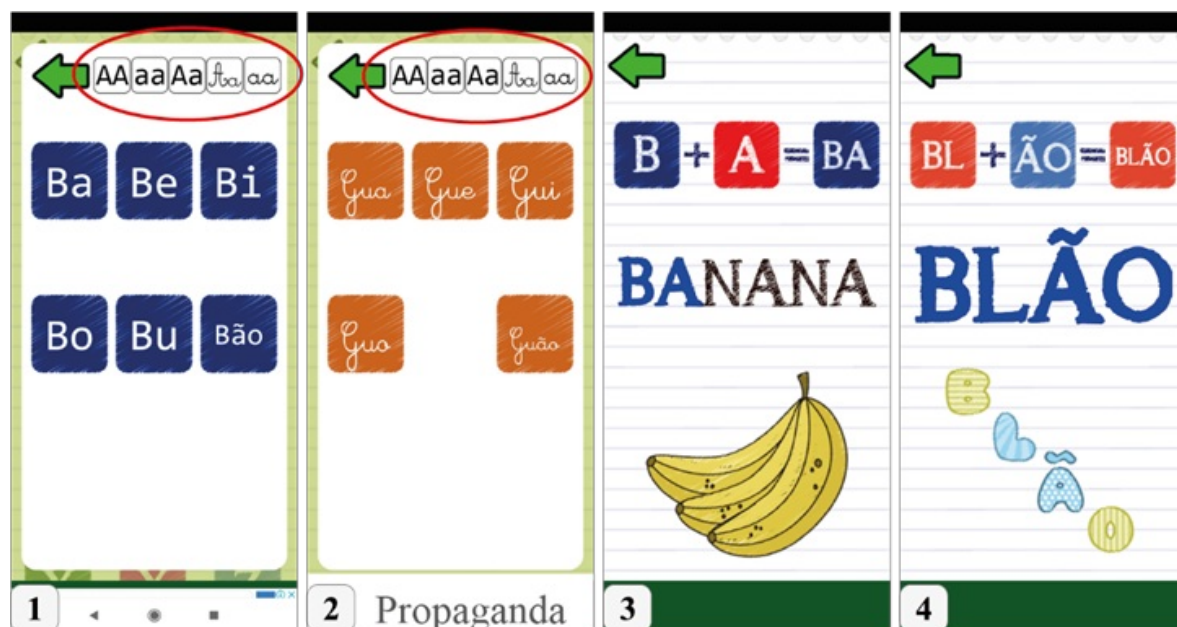 AA aa Aa Aa aa
Ba Be Bi
Bo Bu Bão
1
AA aa Aa Aa aa
Gua Gue Gui
Guo Guão
2 Propaganda
B + A = BA
BANANA
3
BL + ÃO = BLÃO
BLÃO
B
L
Ã
O
4